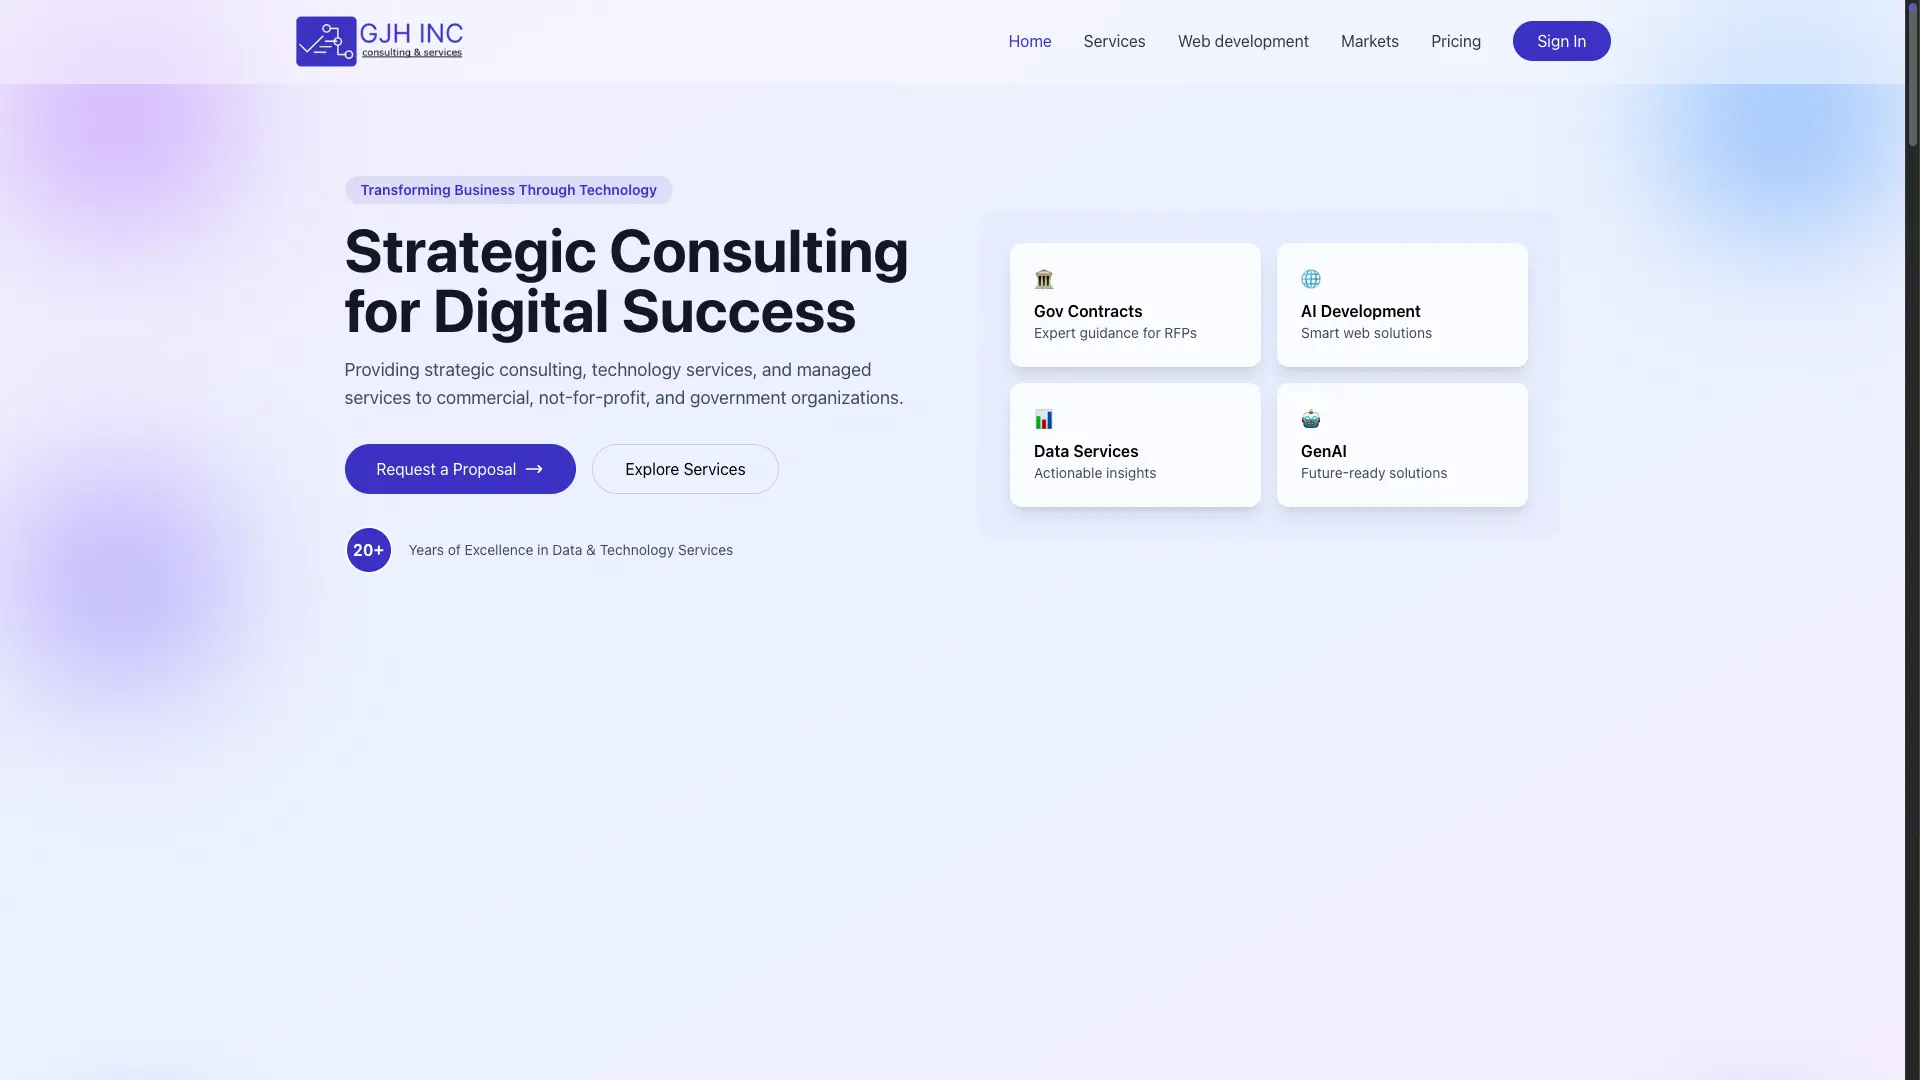 GJH INC
consulting & services
Home
Services
Web development
Markets
Pricing
Sign In
Transforming Business Through Technology
Strategic Consulting
for Digital Success
Providing strategic consulting, technology services, and managed
services to commercial, not-for-profit, and government organizations.
Request a Proposal →
Explore Services
20+
Years of Excellence in Data & Technology Services
Gov Contracts
Expert guidance for RFPs
AI Development
Smart web solutions
Data Services
Actionable insights
GenAI
Future-ready solutions